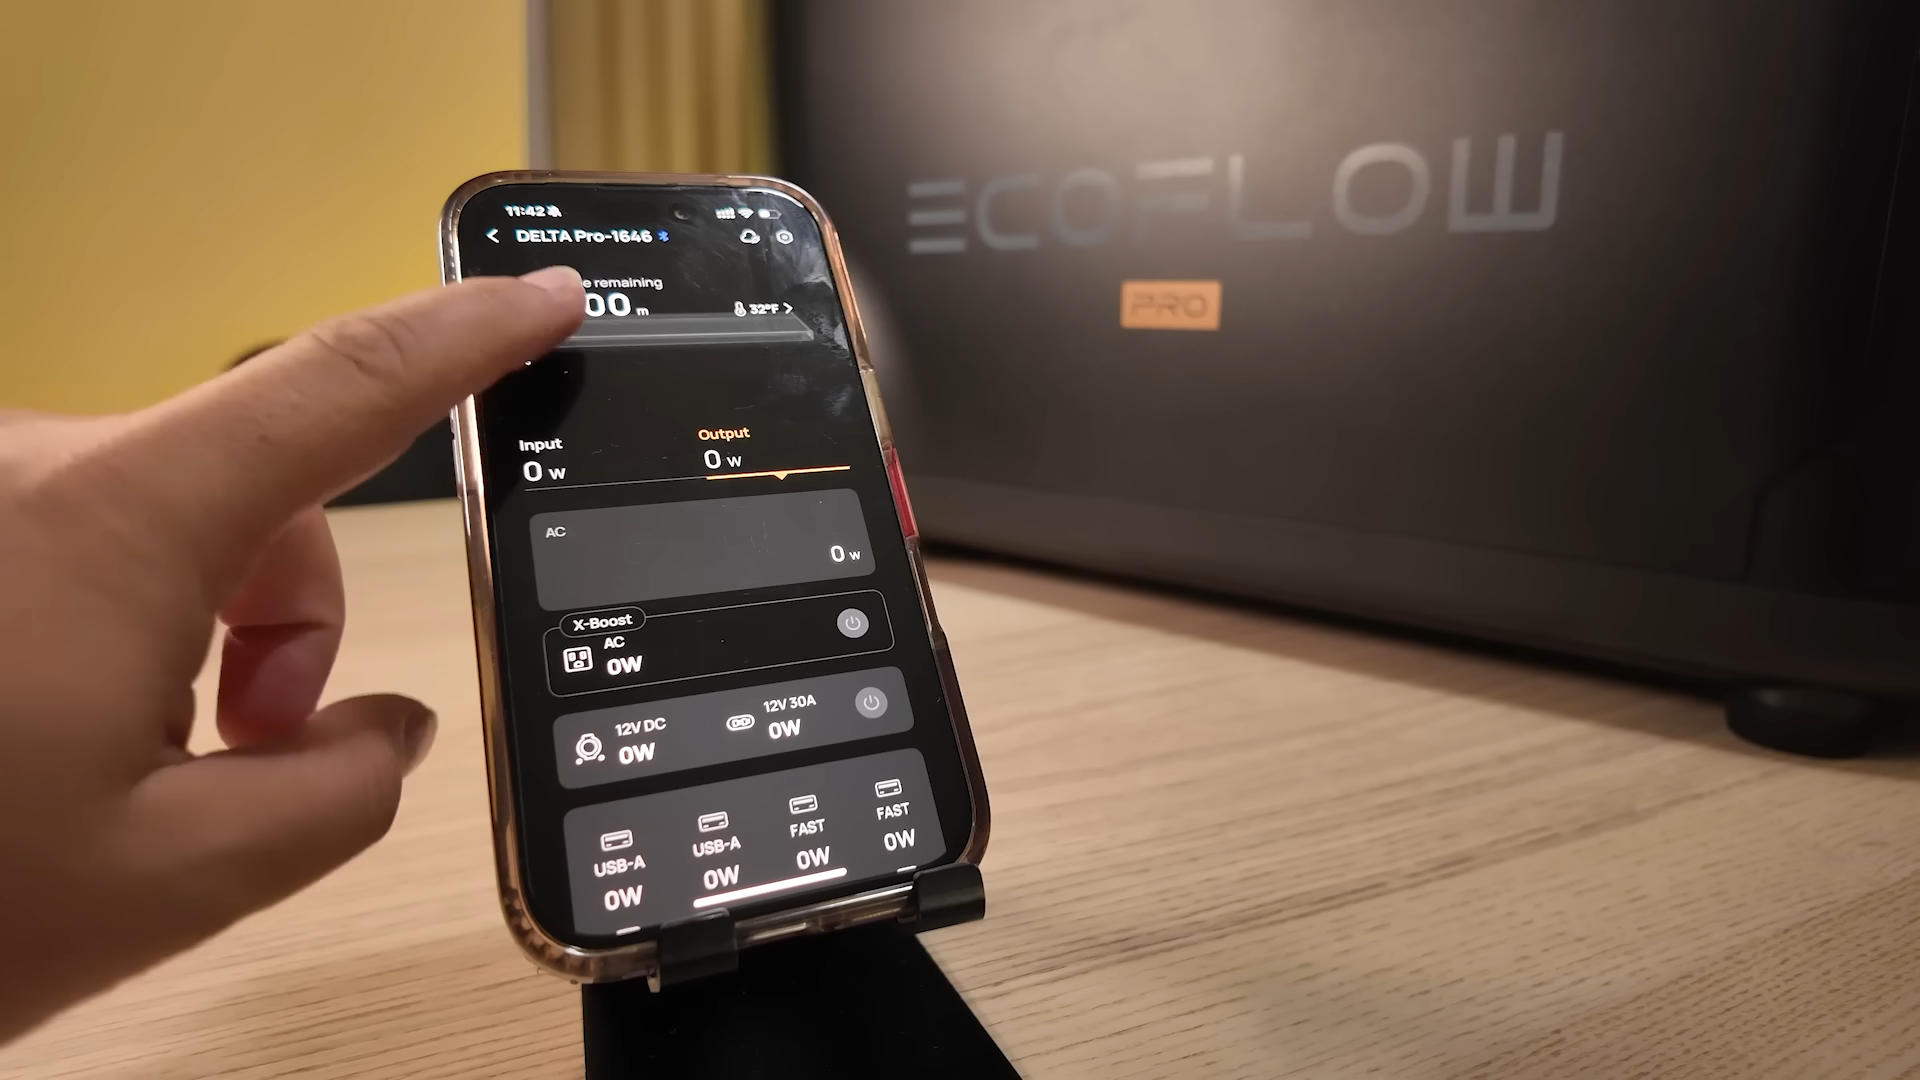 11:42
DELTA Pro-1646
remaining
00 m
32°F
Input
0 W
Output
0 W
AC
0 W
X-Boost
AC
0W
12V DC
0W
12V 30A
0W
USB-A
0W
USB-A
0W
FAST
0W
FAST
0W
ECOFLOW
PRO